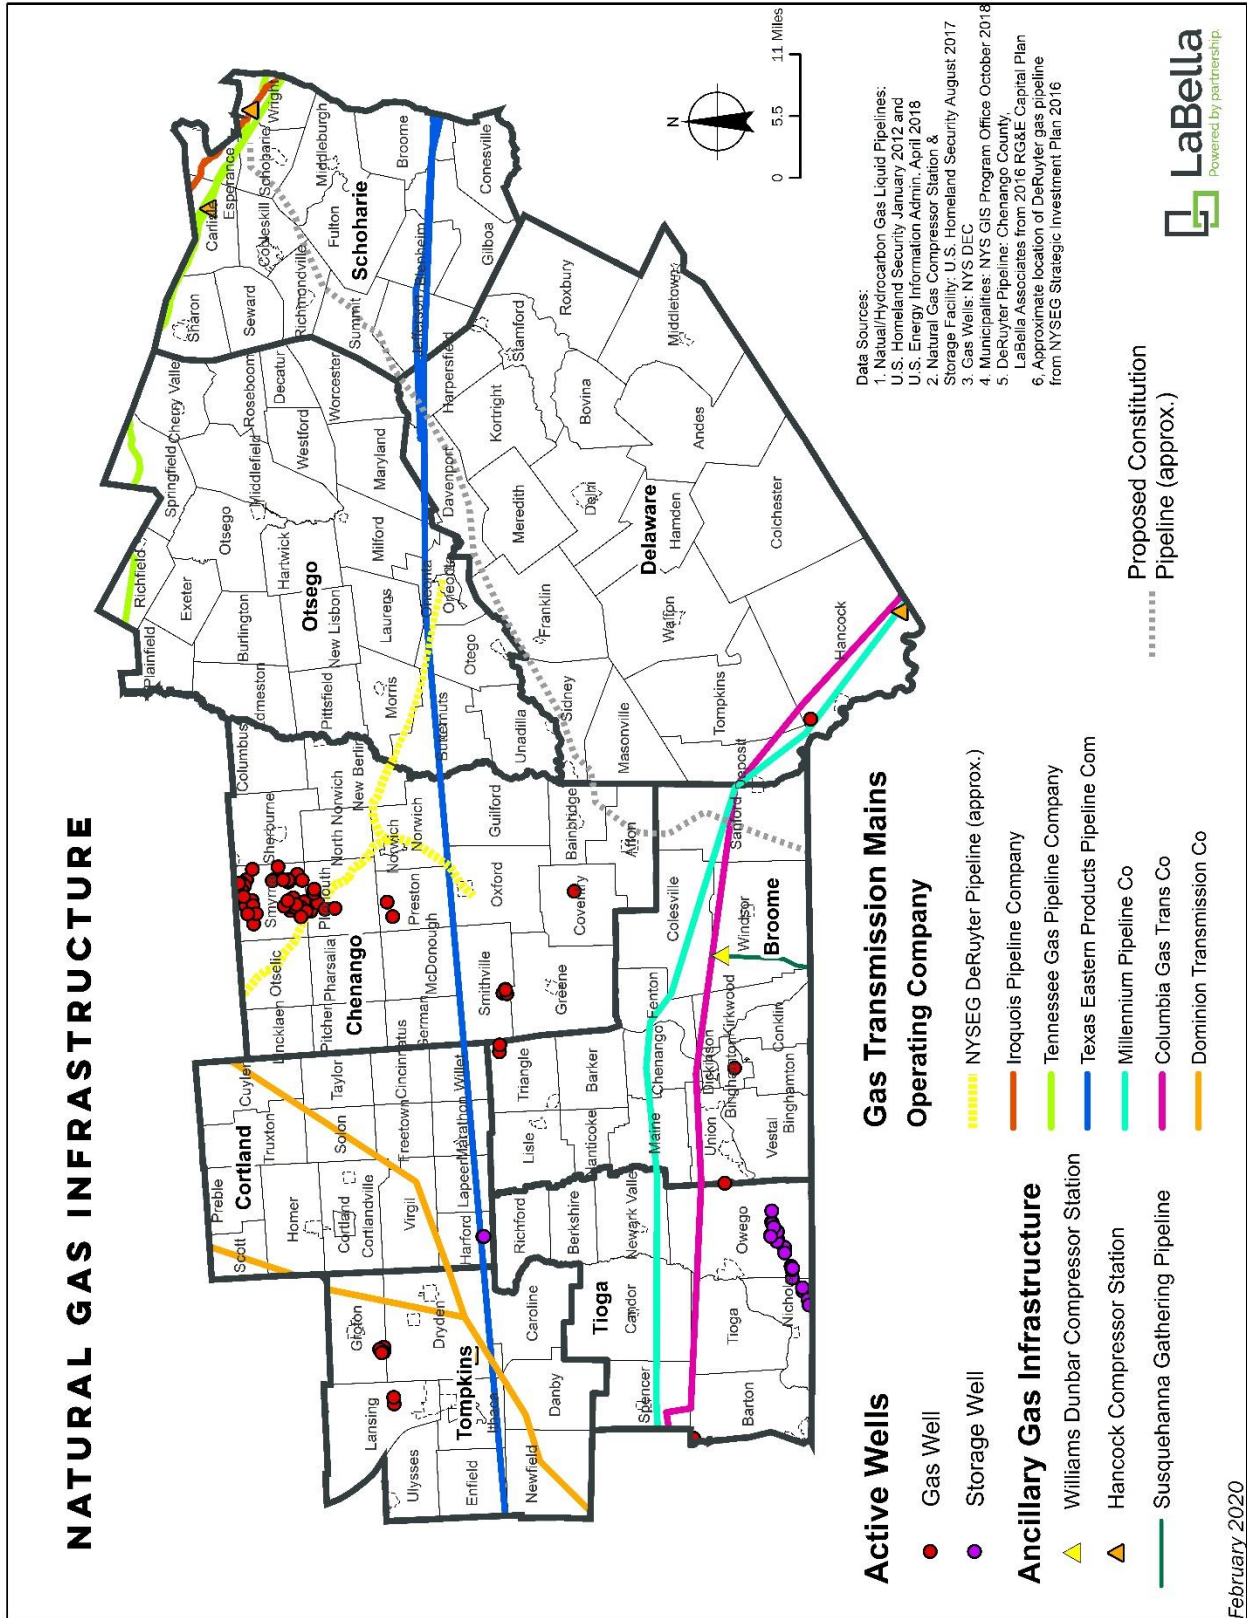 NATURAL GAS INFRASTRUCTURE
Preble
Scott
Cortland
Cuyler
Truxton
Homer
Solon
Taylor
Cortland
Cortlandville
Virgil
Freetown
Cincinnatus
Harford
Lapeer
Marathon
Willet
Groton
Lansing
Dryden
Ulysses
Tompkins
Ithaca
Enfield
Caroline
Danby
Newfield
Lincklaen
Otselic
Smyrna
Sherburne
Columbus
Pitcher
Pharsalia
Plymouth
North Norwich
New Berlin
Chenango
German
McDonough
Preston
Norwich
Norwich
Smithville
Oxford
Guilford
Greene
Coventry
Bainbridge
Afton
Plainfield
Richfield
Springfield
Cherry Valley
Exeter
Otsego
Middlefield
Roseboom
Decatur
Edmeston
Burlington
Hartwick
Westford
Worcester
Otsego
Pittsfield
New Lisbon
Milford
Maryland
Morris
Laurens
Butternuts
Oneonta
Oneonta
Otego
Unadilla
Sharon
Carlisle
Esperance
Seward
Cobleskill
Schoharie
Wright
Richmondville
Middleburgh
Summit
Fulton
Schoharie
Broome
Jefferson
Blenheim
Gilboa
Conesville
Davenport
Harpersfield
Stamford
Kortright
Roxbury
Sidney
Franklin
Meredith
Delhi
Bovina
Middletown
Masonville
Walton
Hamden
Andes
Delaware
Tompkins
Colchester
Deposit
Hancock
Richford
Berkshire
Newark Valley
Tioga
Candor
Spencer
Owego
Tioga
Barton
Nichols
Triangle
Lisle
Barker
Nanticoke
Maine
Chenango
Fenton
Colesville
Sanford
Union
Dickinson
Binghamton
Kirkwood
Windsor
Broome
Vestal
Binghamton
Conklin
N
0 5.5 11 Miles
Data Sources:
1. Natual/Hydrocarbon Gas Liquid Pipelines:
U.S. Homeland Security January 2012 and
U.S. Energy Information Admin. April 2018
2. Natural Gas Compressor Station &
Storage Facility: U.S. Homeland Security August 2017
3. Gas Wells: NYS DEC
4. Municipalities: NYS GIS Program Office October 2018
5. DeRuyter Pipeline: Chenango County,
LaBella Associates from 2016 RG&E Capital Plan
6. Approximate location of DeRuyter gas pipeline
from NYSEG Strategic Investment Plan 2016
Active Wells
Gas Well
Storage Well
Ancillary Gas Infrastructure
Williams Dunbar Compressor Station
Hancock Compressor Station
Susquehanna Gathering Pipeline
Gas Transmission Mains
Operating Company
NYSEG DeRuyter Pipeline (approx.)
Iroquois Pipeline Company
Tennessee Gas Pipeline Company
Texas Eastern Products Pipeline Com
Millennium Pipeline Co
Columbia Gas Trans Co
Dominion Transmission Co
Proposed Constitution
Pipeline (approx.)
LaBella
Powered by partnership.
February 2020